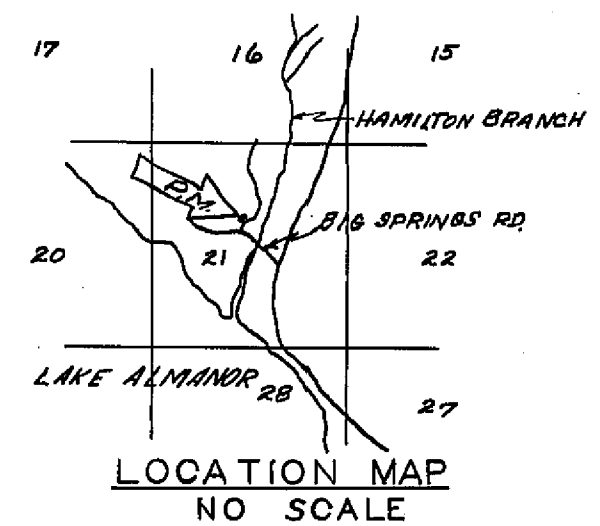 17 16 15
HAMILTON BRANCH
P.M.
BIG SPRINGS RD.
20 21 22
LAKE ALMANOR 28 27
LOCATION MAP
NO SCALE